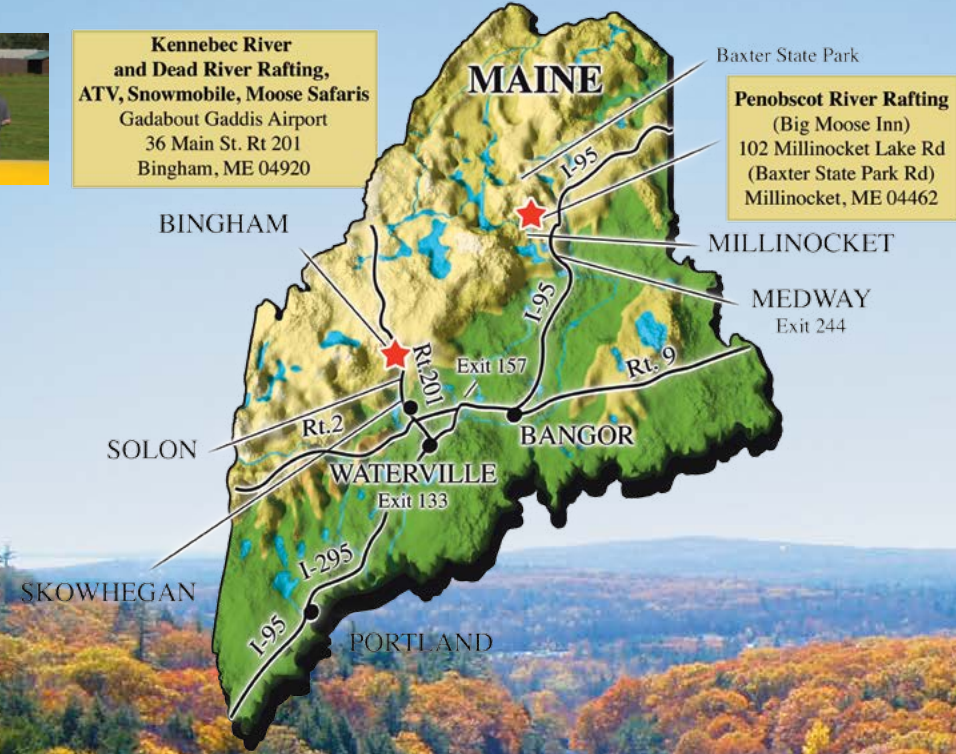 Kennebec River
and Dead River Rafting,
ATV, Snowmobile, Moose Safaris
Gadabout Gaddis Airport
36 Main St. Rt 201
Bingham, ME 04920
MAINE
Baxter State Park
Penobscot River Rafting
(Big Moose Inn)
102 Millinocket Lake Rd
(Baxter State Park Rd)
Millinocket, ME 04462
I-95
BINGHAM
MILLINOCKET
MEDWAY
Exit 244
I-95
Rt.201
Exit 157
Rt. 9
SOLON
Rt.2
BANGOR
WATERVILLE
Exit 133
SKOWHEGAN
I-295
I-95
PORTLAND